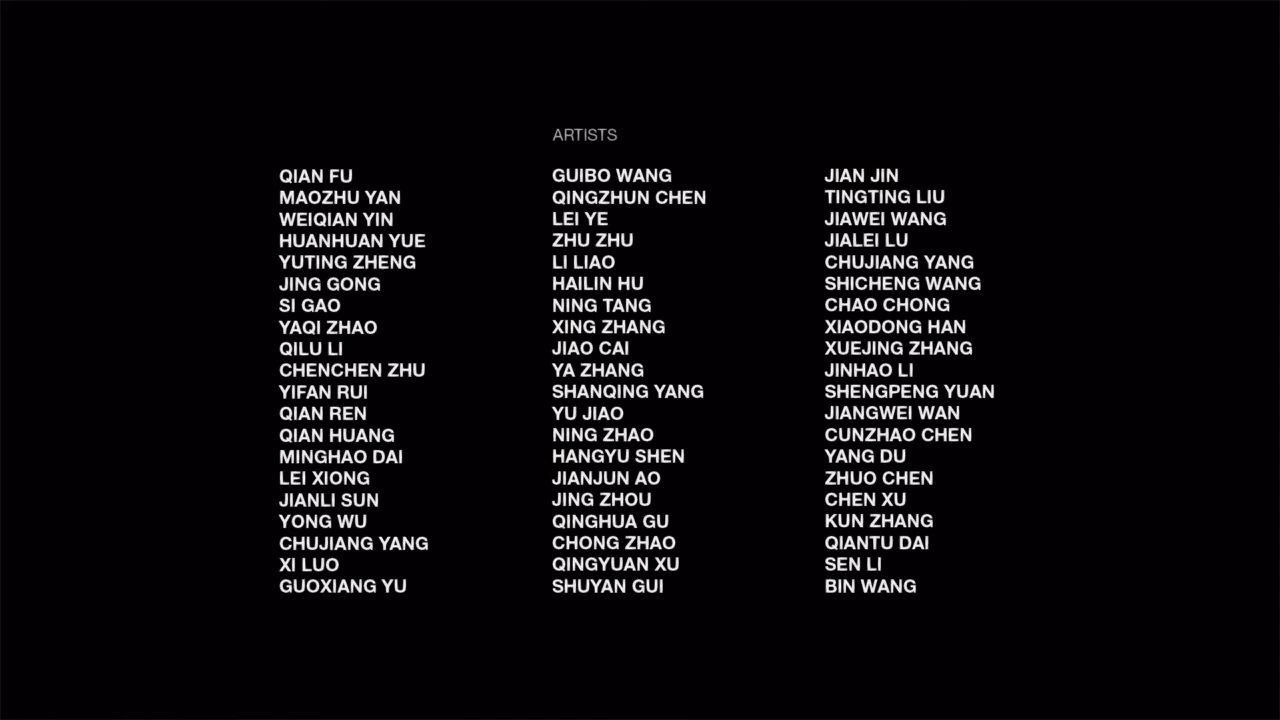 ARTISTS
QIAN FU
MAOZHU YAN
WEIQIAN YIN
HUANHUAN YUE
YUTING ZHENG
JING GONG
SI GAO
YAQI ZHAO
QILU LI
CHENCHEN ZHU
YIFAN RUI
QIAN REN
QIAN HUANG
MINGHAO DAI
LEI XIONG
JIANLI SUN
YONG WU
CHUJIANG YANG
XI LUO
GUOXIANG YU
GUIBO WANG
QINGZHUN CHEN
LEI YE
ZHU ZHU
LI LIAO
HAILIN HU
NING TANG
XING ZHANG
JIAO CAI
YA ZHANG
SHANQING YANG
YU JIAO
NING ZHAO
HANGYU SHEN
JIANJUN AO
JING ZHOU
QINGHUA GU
CHONG ZHAO
QINGYUAN XU
SHUYAN GUI
JIAN JIN
TINGTING LIU
JIAWEI WANG
JIALEI LU
CHUJIANG YANG
SHICHENG WANG
CHAO CHONG
XIAODONG HAN
XUEJING ZHANG
JINHAO LI
SHENGPENG YUAN
JIANGWEI WAN
CUNZHAO CHEN
YANG DU
ZHUO CHEN
CHEN XU
KUN ZHANG
QIANTU DAI
SEN LI
BIN WANG